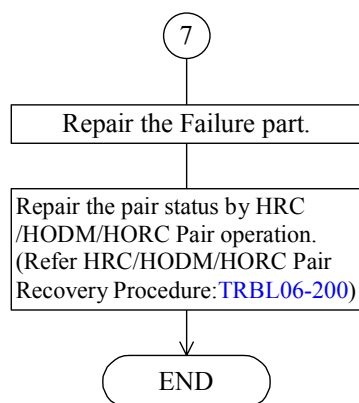 7
Repair the Failure part.
Repair the pair status by HRC
/HODM/HORC Pair operation.
(Refer HRC/HODM/HORC Pair
Recovery Procedure:TRBL06-200)
END